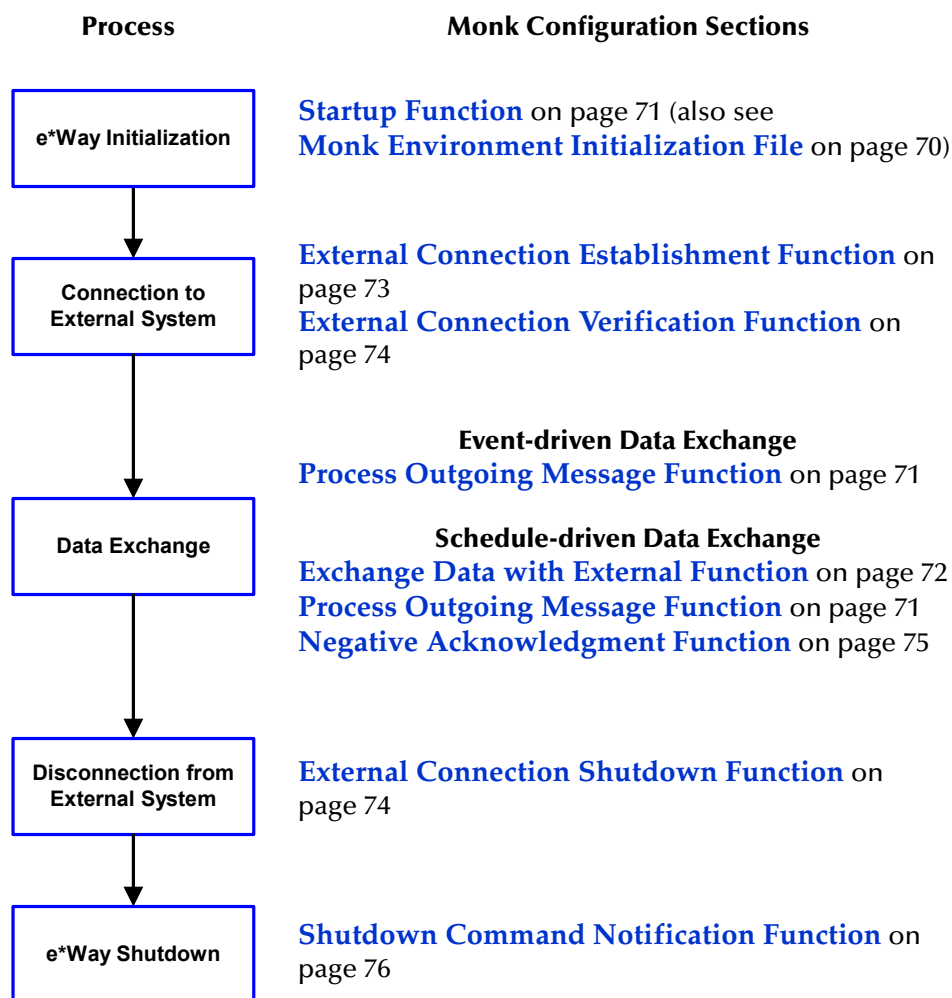 Process
Monk Configuration Sections
e*Way Initialization
Startup Function on page 71 (also see
Monk Environment Initialization File on page 70)
Connection to
External System
External Connection Establishment Function on
page 73
External Connection Verification Function on
page 74
Data Exchange
Event-driven Data Exchange
Process Outgoing Message Function on page 71
Schedule-driven Data Exchange
Exchange Data with External Function on page 72
Process Outgoing Message Function on page 71
Negative Acknowledgment Function on page 75
Disconnection from
External System
External Connection Shutdown Function on
page 74
e*Way Shutdown
Shutdown Command Notification Function on
page 76